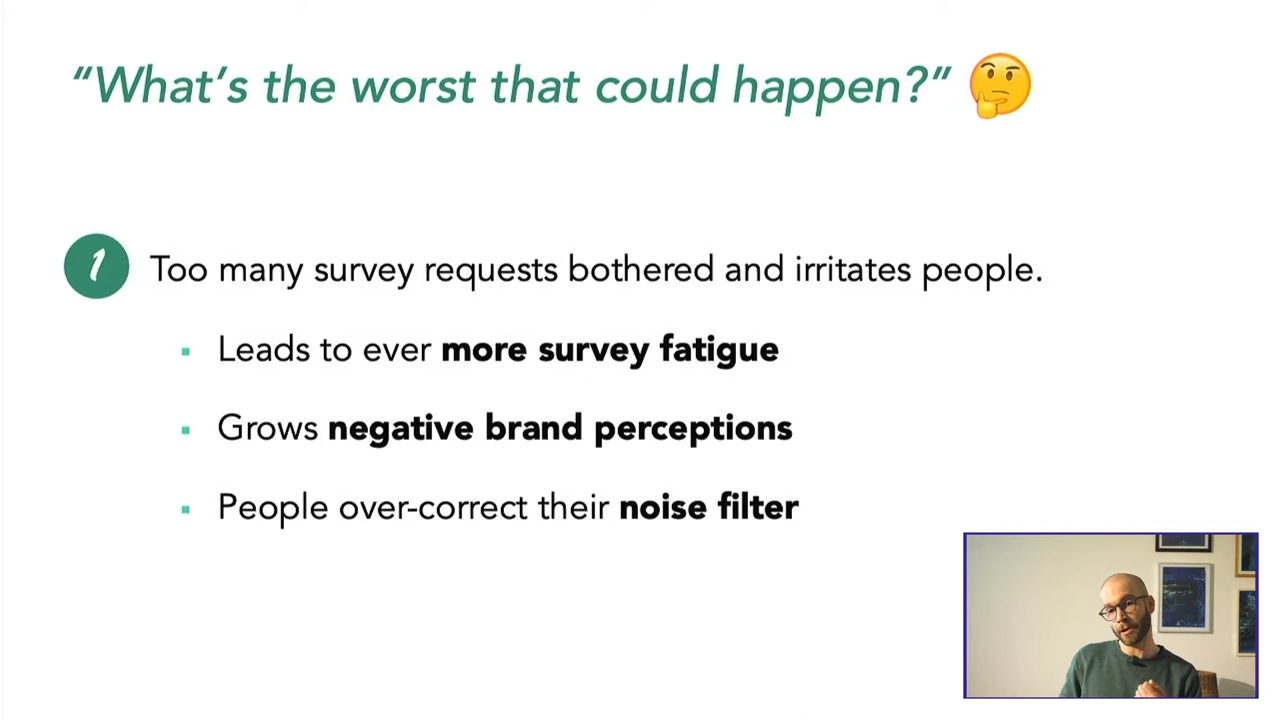 “What’s the worst that could happen?” 🤔
1 Too many survey requests bothered and irritates people.
▪ Leads to ever more survey fatigue
▪ Grows negative brand perceptions
▪ People over-correct their noise filter